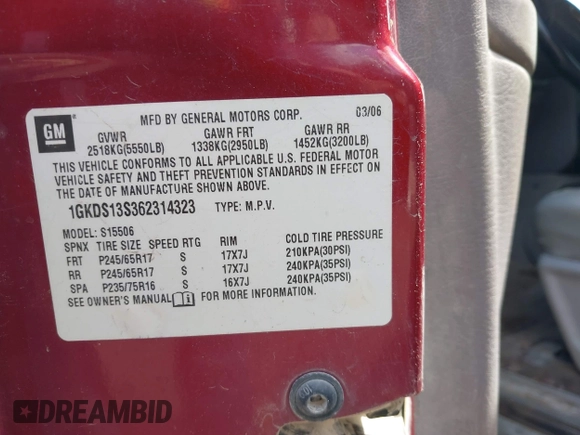 MFD BY GENERAL MOTORS CORP. 03/06
GM
GVWR GAWR FRT GAWR RR
2518KG(5550LB) 1338KG(2950LB) 1452KG(3200LB)
THIS VEHICLE CONFORMS TO ALL APPLICABLE U.S. FEDERAL MOTOR
VEHICLE SAFETY AND THEFT PREVENTION STANDARDS IN EFFECT ON
THE DATE OF MANUFACTURE SHOWN ABOVE.
1GKDS13S362314323 TYPE: M.P.V.
MODEL: S15506
SPNX TIRE SIZE SPEED RTG RIM COLD TIRE PRESSURE
FRT P245/65R17 S 17X7J 210KPA(30PSI)
RR P245/65R17 S 17X7J 240KPA(35PSI)
SPA P235/75R16 S 16X7J 240KPA(35PSI)
SEE OWNER'S MANUAL FOR MORE INFORMATION.
DREAMBID